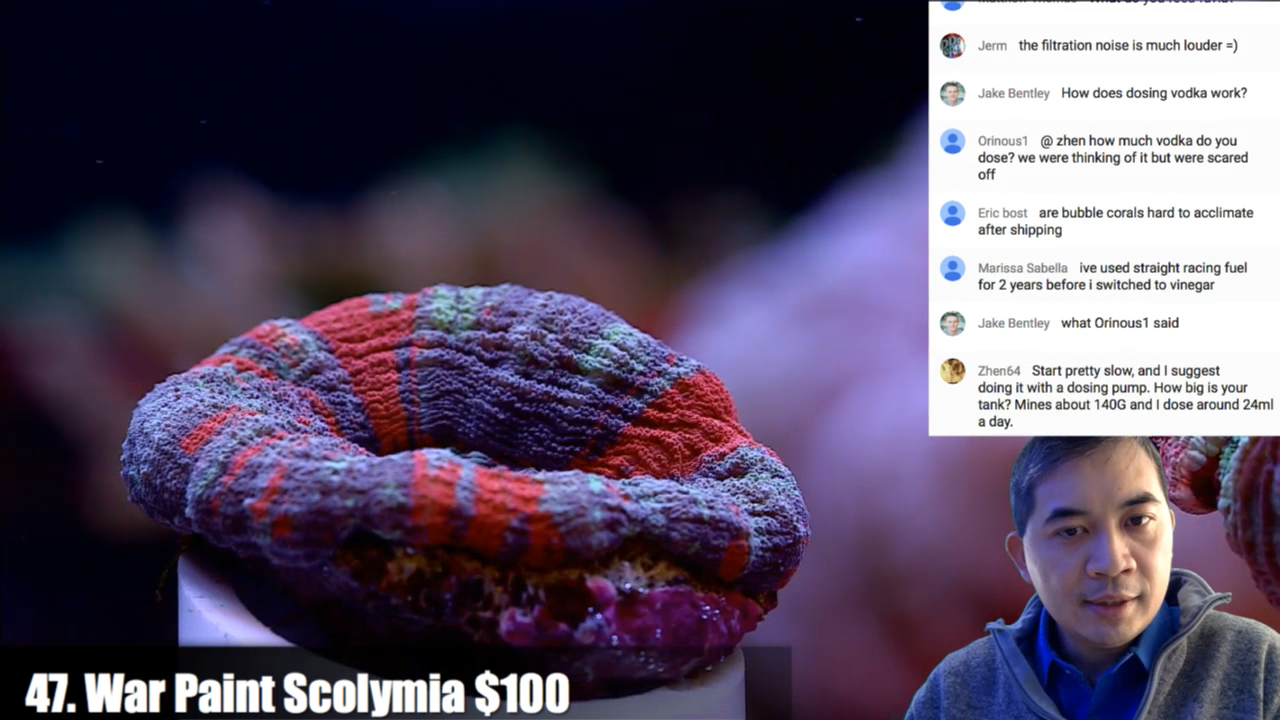 Jerm the filtration noise is much louder =)
Jake Bentley How does dosing vodka work?
Orinous1 @ zhen how much vodka do you
dose? we were thinking of it but were scared
off
Eric bost are bubble corals hard to acclimate
after shipping
Marissa Sabella ive used straight racing fuel
for 2 years before i switched to vinegar
Jake Bentley what Orinous1 said
Zhen64 Start pretty slow, and I suggest
doing it with a dosing pump. How big is your
tank? Mines about 140G and I dose around 24ml
a day.
47. War Paint Scolymia $100